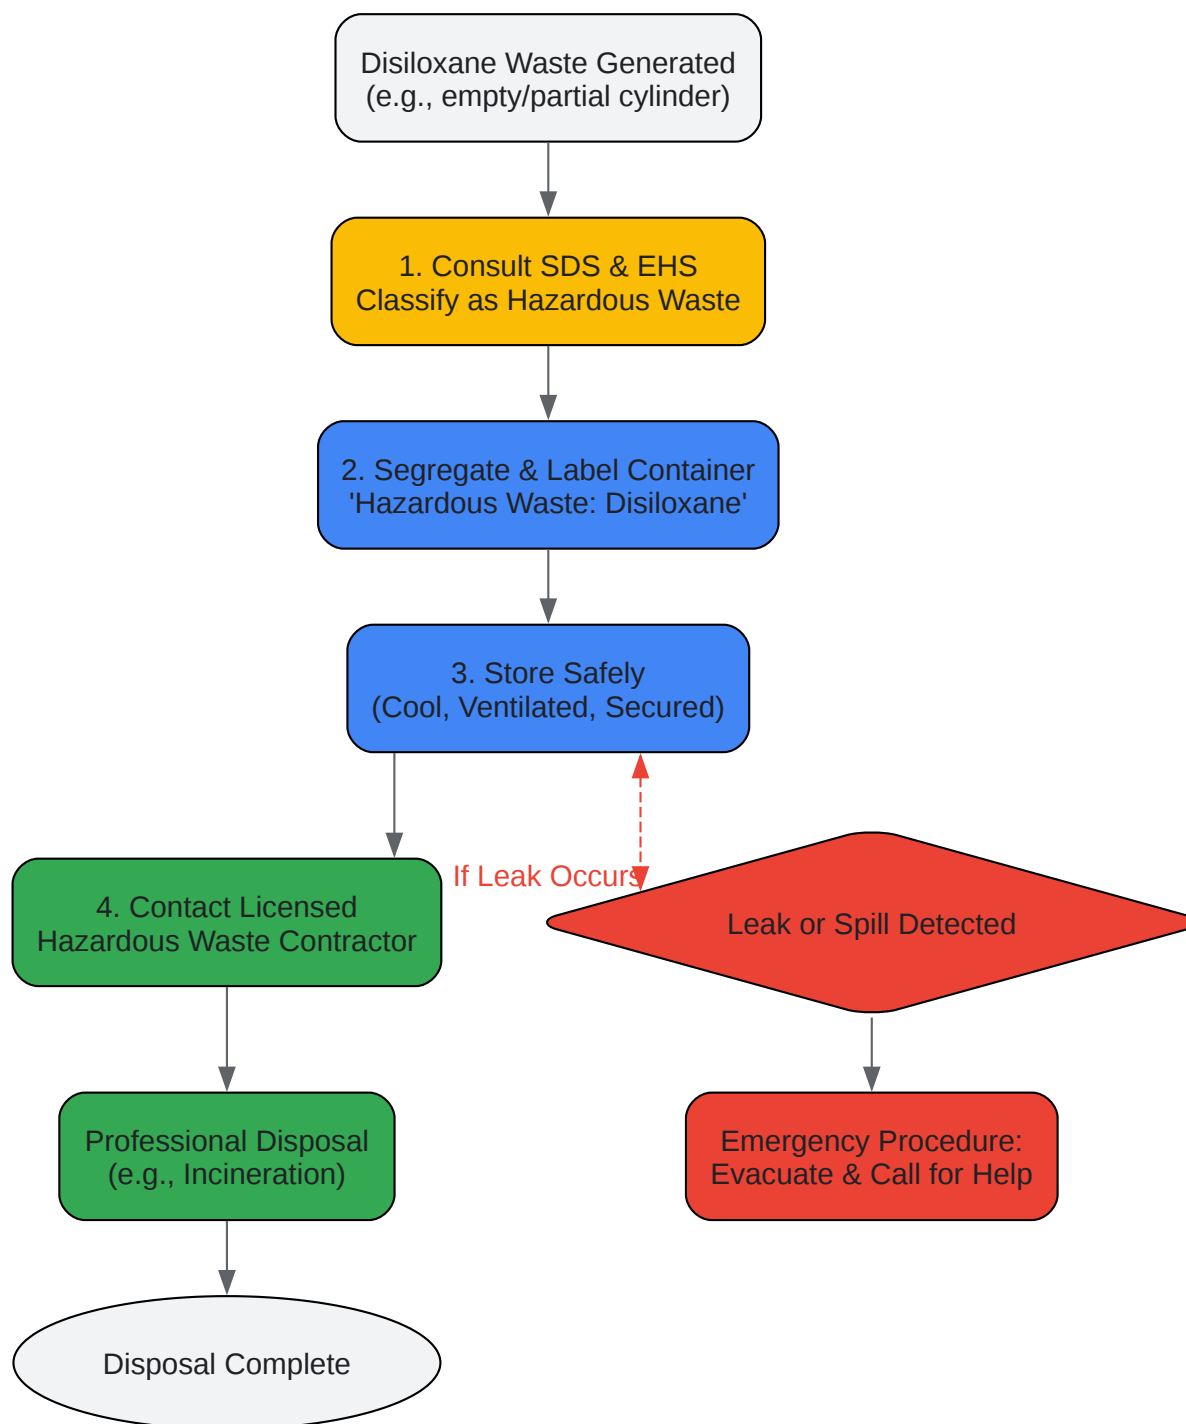 Disiloxane Waste Generated
(e.g., empty/partial cylinder)
1. Consult SDS & EHS
Classify as Hazardous Waste
2. Segregate & Label Container
'Hazardous Waste: Disiloxane'
3. Store Safely
(Cool, Ventilated, Secured)
If Leak Occurs
4. Contact Licensed
Hazardous Waste Contractor
Leak or Spill Detected
Professional Disposal
(e.g., Incineration)
Emergency Procedure:
Evacuate & Call for Help
Disposal Complete